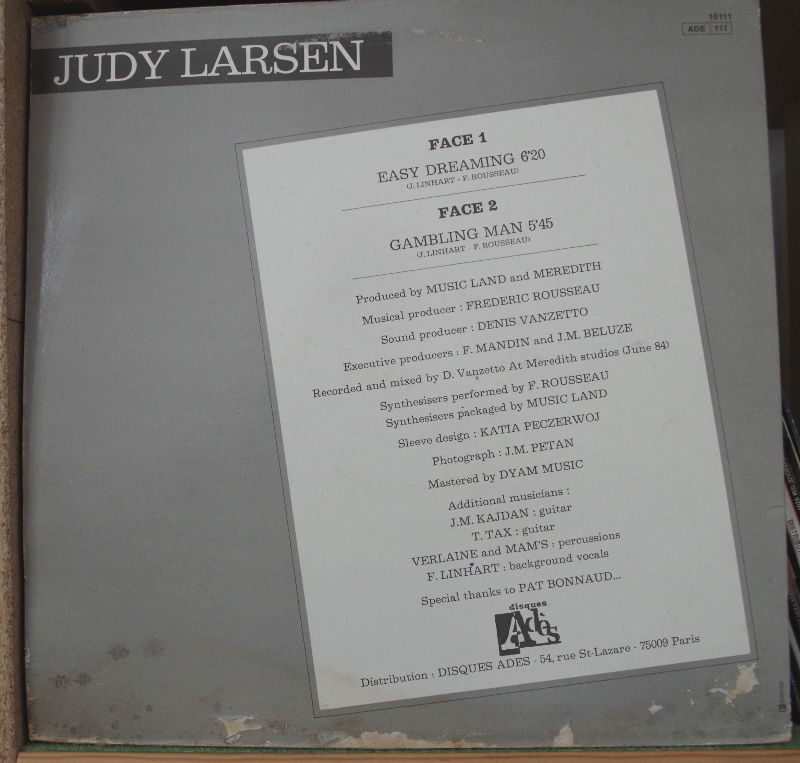 15111
ADE 111
JUDY LARSEN
FACE 1
EASY DREAMING 6'20
(J. LINHART - F. ROUSSEAU)
FACE 2
GAMBLING MAN 5'45
(J. LINHART - F. ROUSSEAU)
Produced by MUSIC LAND and MEREDITH
Musical producer : FREDERIC ROUSSEAU
Sound producer : DENIS VANZETTO
Executive producers : F. MANDIN and J.M. BELUZE
Recorded and mixed by D. Vanzetto At Meredith studios (June 84)
Synthesisers performed by F. ROUSSEAU
Synthesisers packaged by MUSIC LAND
Sleeve design : KATIA PECZERWOJ
Photograph : J.M. PETAN
Mastered by DYAM MUSIC
Additional musicians :
J.M. KAJDAN : guitar
T. TAX : guitar
VERLAINE and MAM'S : percussions
F. LINHART : background vocals
Special thanks to PAT BONNAUD...
disques
Adès
Distribution : DISQUES ADES - 54, rue St-Lazare - 75009 Paris